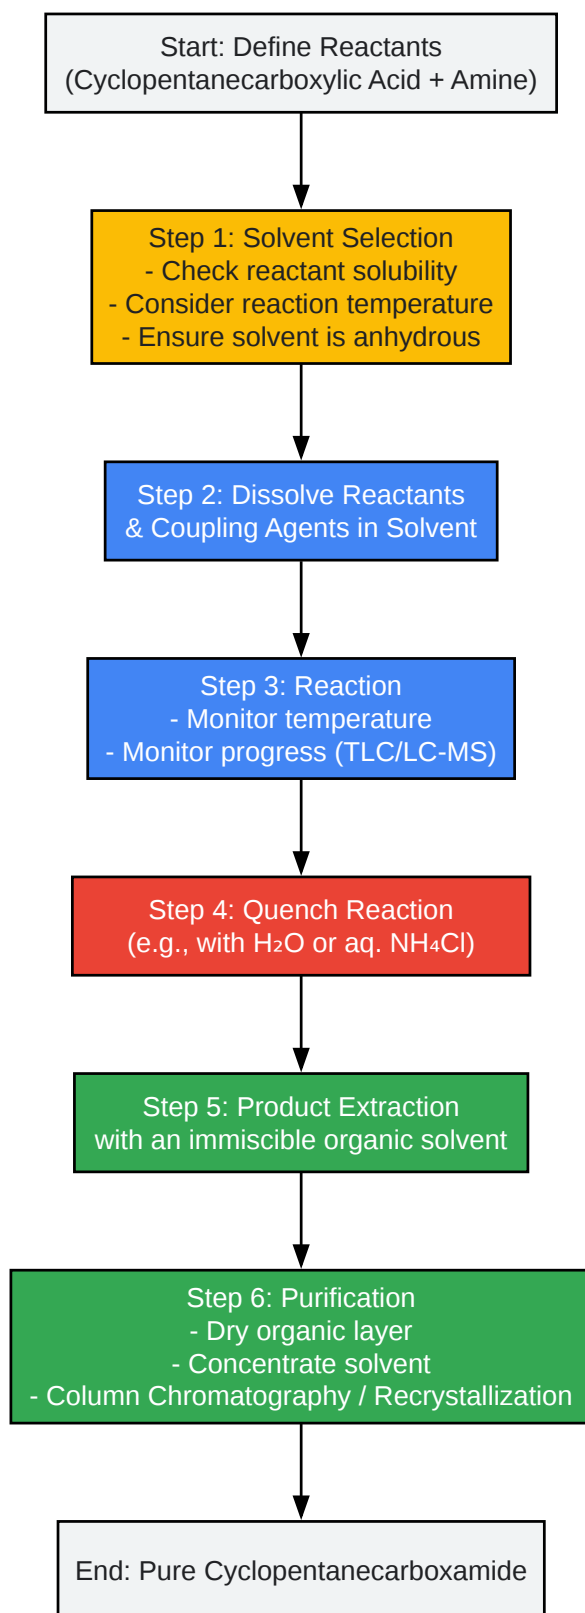 Start: Define Reactants
(Cyclopentanecarboxylic Acid + Amine)
Step 1: Solvent Selection
- Check reactant solubility
- Consider reaction temperature
- Ensure solvent is anhydrous
Step 2: Dissolve Reactants
& Coupling Agents in Solvent
Step 3: Reaction
- Monitor temperature
- Monitor progress (TLC/LC-MS)
Step 4: Quench Reaction
(e.g., with H₂O or aq. NH₄Cl)
Step 5: Product Extraction
with an immiscible organic solvent
Step 6: Purification
- Dry organic layer
- Concentrate solvent
- Column Chromatography / Recrystallization
End: Pure Cyclopentanecarboxamide